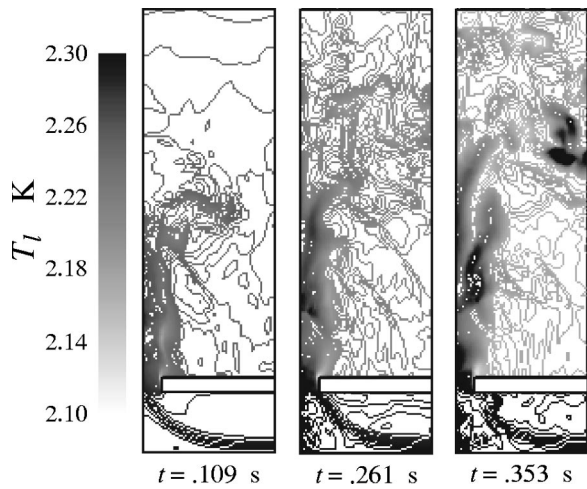 T_l K
2.30
2.26
2.22
2.18
2.14
2.10
t = .109 s
t = .261 s
t = .353 s